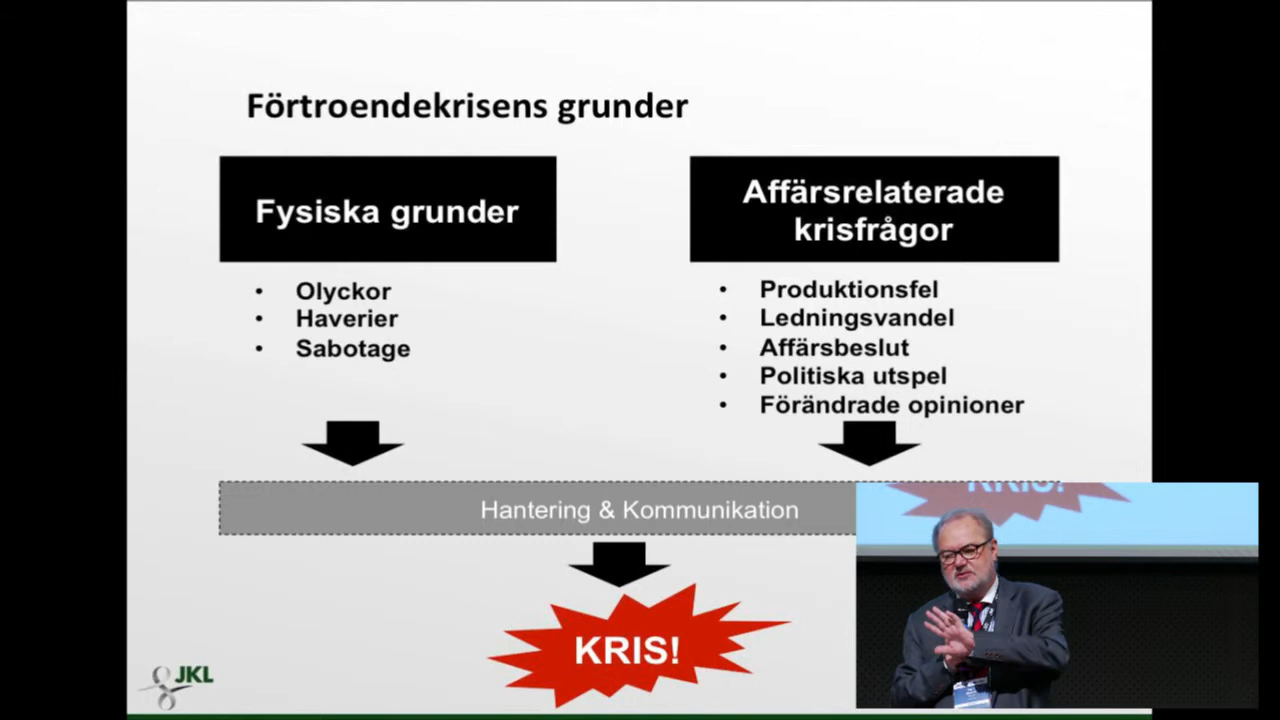 Förtroendekrisens grunder
Fysiska grunder
• Olyckor
• Haverier
• Sabotage
Affärsrelaterade
krisfrågor
• Produktionsfel
• Ledningsvandel
• Affärsbeslut
• Politiska utspel
• Förändrade opinioner
Hantering & Kommunikation
KRIS!
JKL
KRIS!